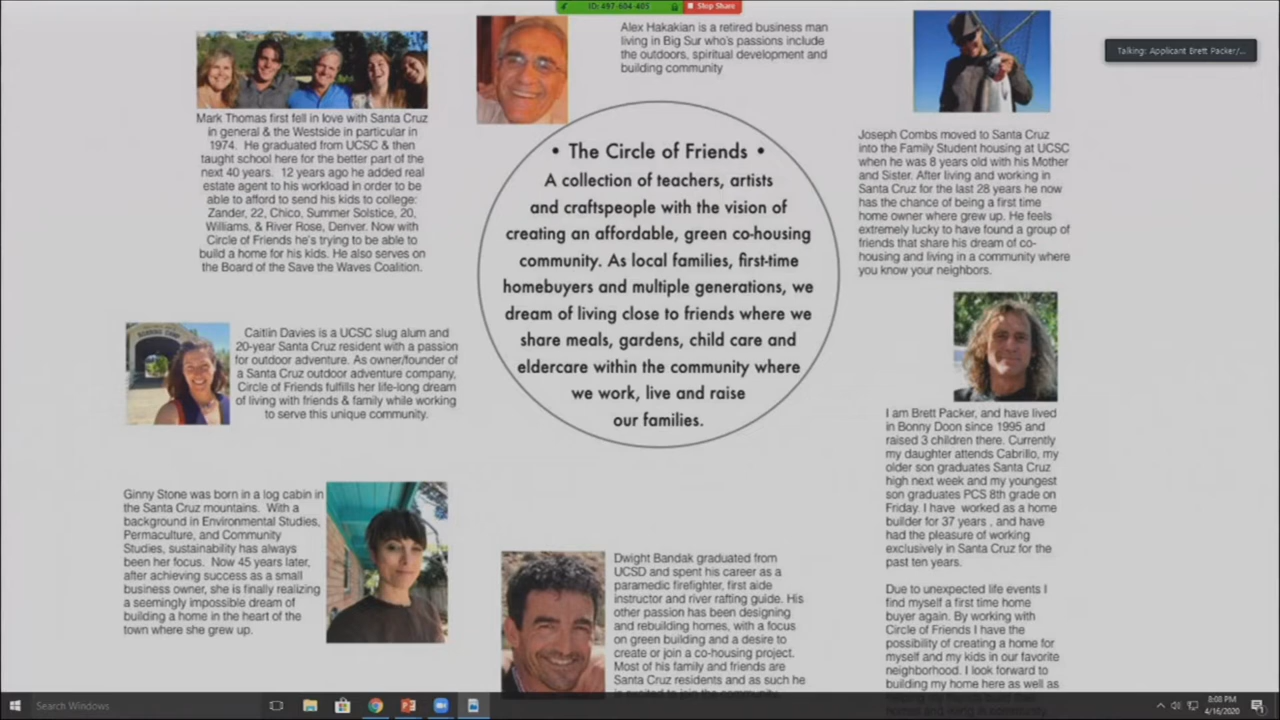 ID: 497-604-405
Stop Share
Talking: Applicant Brett Packer/...
Alex Hakakian is a retired business man
living in Big Sur who's passions include
the outdoors, spiritual development and
building community
Mark Thomas first fell in love with Santa Cruz
in general & the Westside in particular in
1974. He graduated from UCSC & then
taught school here for the better part of the
next 40 years. 12 years ago he added real
estate agent to his workload in order to be
able to afford to send his kids to college:
Zander, 22, Chico, Summer Solstice, 20,
Williams, & River Rose, Denver. Now with
Circle of Friends he's trying to be able to
build a home for his kids. He also serves on
the Board of the Save the Waves Coalition.
• The Circle of Friends •
A collection of teachers, artists
and craftspeople with the vision of
creating an affordable, green co-housing
community. As local families, first-time
homebuyers and multiple generations, we
dream of living close to friends where we
share meals, gardens, child care and
eldercare within the community where
we work, live and raise
our families.
Joseph Combs moved to Santa Cruz
into the Family Student housing at UCSC
when he was 8 years old with his Mother
and Sister. After living and working in
Santa Cruz for the last 28 years he now
has the chance of being a first time
home owner where grew up. He feels
extremely lucky to have found a group of
friends that share his dream of co-
housing and living in a community where
you know your neighbors.
Caitlin Davies is a UCSC slug alum and
20-year Santa Cruz resident with a passion
for outdoor adventure. As owner/founder of
a Santa Cruz outdoor adventure company,
Circle of Friends fulfills her life-long dream
of living with friends & family while working
to serve this unique community.
I am Brett Packer, and have lived
in Bonny Doon since 1995 and
raised 3 children there. Currently
my daughter attends Cabrillo, my
older son graduates Santa Cruz
high next week and my youngest
son graduates PCS 8th grade on
Friday. I have worked as a home
builder for 37 years , and have
had the pleasure of working
exclusively in Santa Cruz for the
past ten years.
Due to unexpected life events I
find myself a first time home
buyer again. By working with
Circle of Friends I have the
possibility of creating a home for
myself and my kids in our favorite
neighborhood. I look forward to
building my home here as well as
Ginny Stone was born in a log cabin in
the Santa Cruz mountains. With a
background in Environmental Studies,
Permaculture, and Community
Studies, sustainability has always
been her focus. Now 45 years later,
after achieving success as a small
business owner, she is finally realizing
a seemingly impossible dream of
building a home in the heart of the
town where she grew up.
Dwight Bandak graduated from
UCSD and spent his career as a
paramedic firefighter, first aide
instructor and river rafting guide. His
other passion has been designing
and rebuilding homes, with a focus
on green building and a desire to
create or join a co-housing project.
Most of his family and friends are
Santa Cruz residents and as such he
is excited to join the community.
Search Windows
8:08 PM
4/16/2020